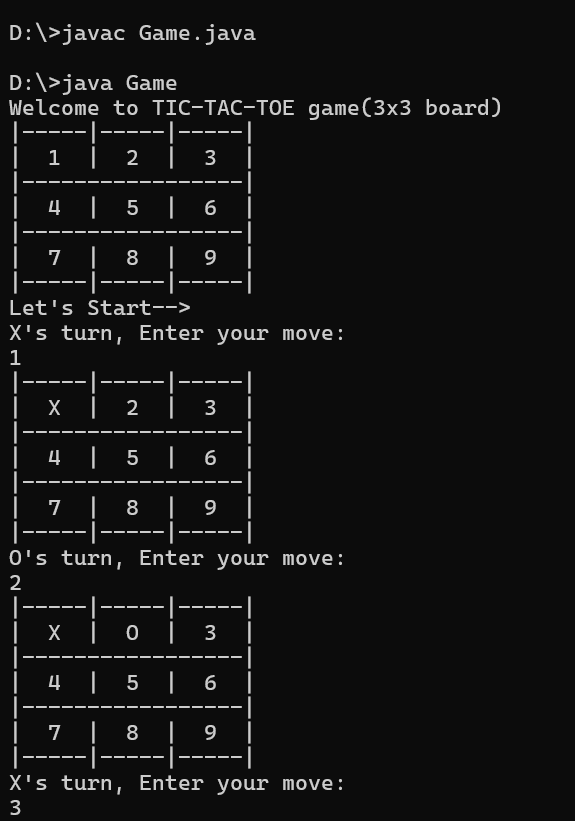 D:\>javac Game.java
D:\>java Game
Welcome to TIC-TAC-TOE game(3x3 board)
|-----|-----|-----|
|  1  |  2  |  3  |
|-----------------|
|  4  |  5  |  6  |
|-----------------|
|  7  |  8  |  9  |
|-----|-----|-----|
Let's Start-->
X's turn, Enter your move:
1
|-----|-----|-----|
|  X  |  2  |  3  |
|-----------------|
|  4  |  5  |  6  |
|-----------------|
|  7  |  8  |  9  |
|-----|-----|-----|
O's turn, Enter your move:
2
|-----|-----|-----|
|  X  |  O  |  3  |
|-----------------|
|  4  |  5  |  6  |
|-----------------|
|  7  |  8  |  9  |
|-----|-----|-----|
X's turn, Enter your move:
3